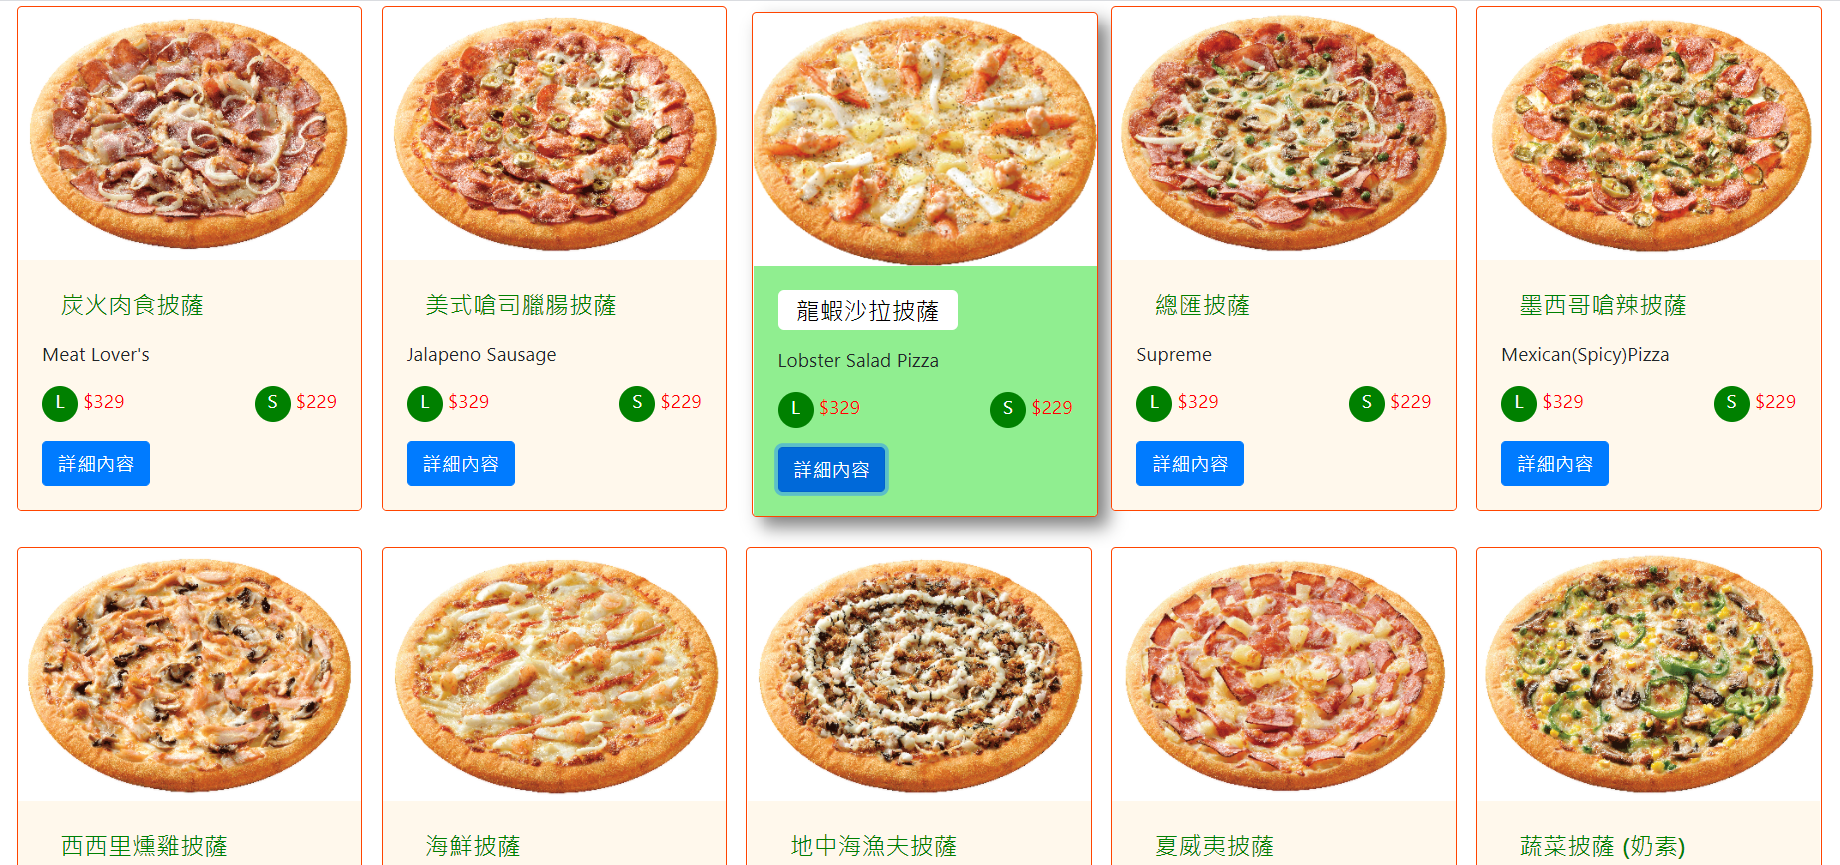 炭火肉食披薩
Meat Lover's
L $329 S $229
詳細內容
美式嗆司臘腸披薩
Jalapeno Sausage
L $329 S $229
詳細內容
龍蝦沙拉披薩
Lobster Salad Pizza
L $329 S $229
詳細內容
總匯披薩
Supreme
L $329 S $229
詳細內容
墨西哥嗆辣披薩
Mexican(Spicy)Pizza
L $329 S $229
詳細內容
西西里燻雞披薩
海鮮披薩
地中海漁夫披薩
夏威夷披薩
蔬菜披薩 (奶素)